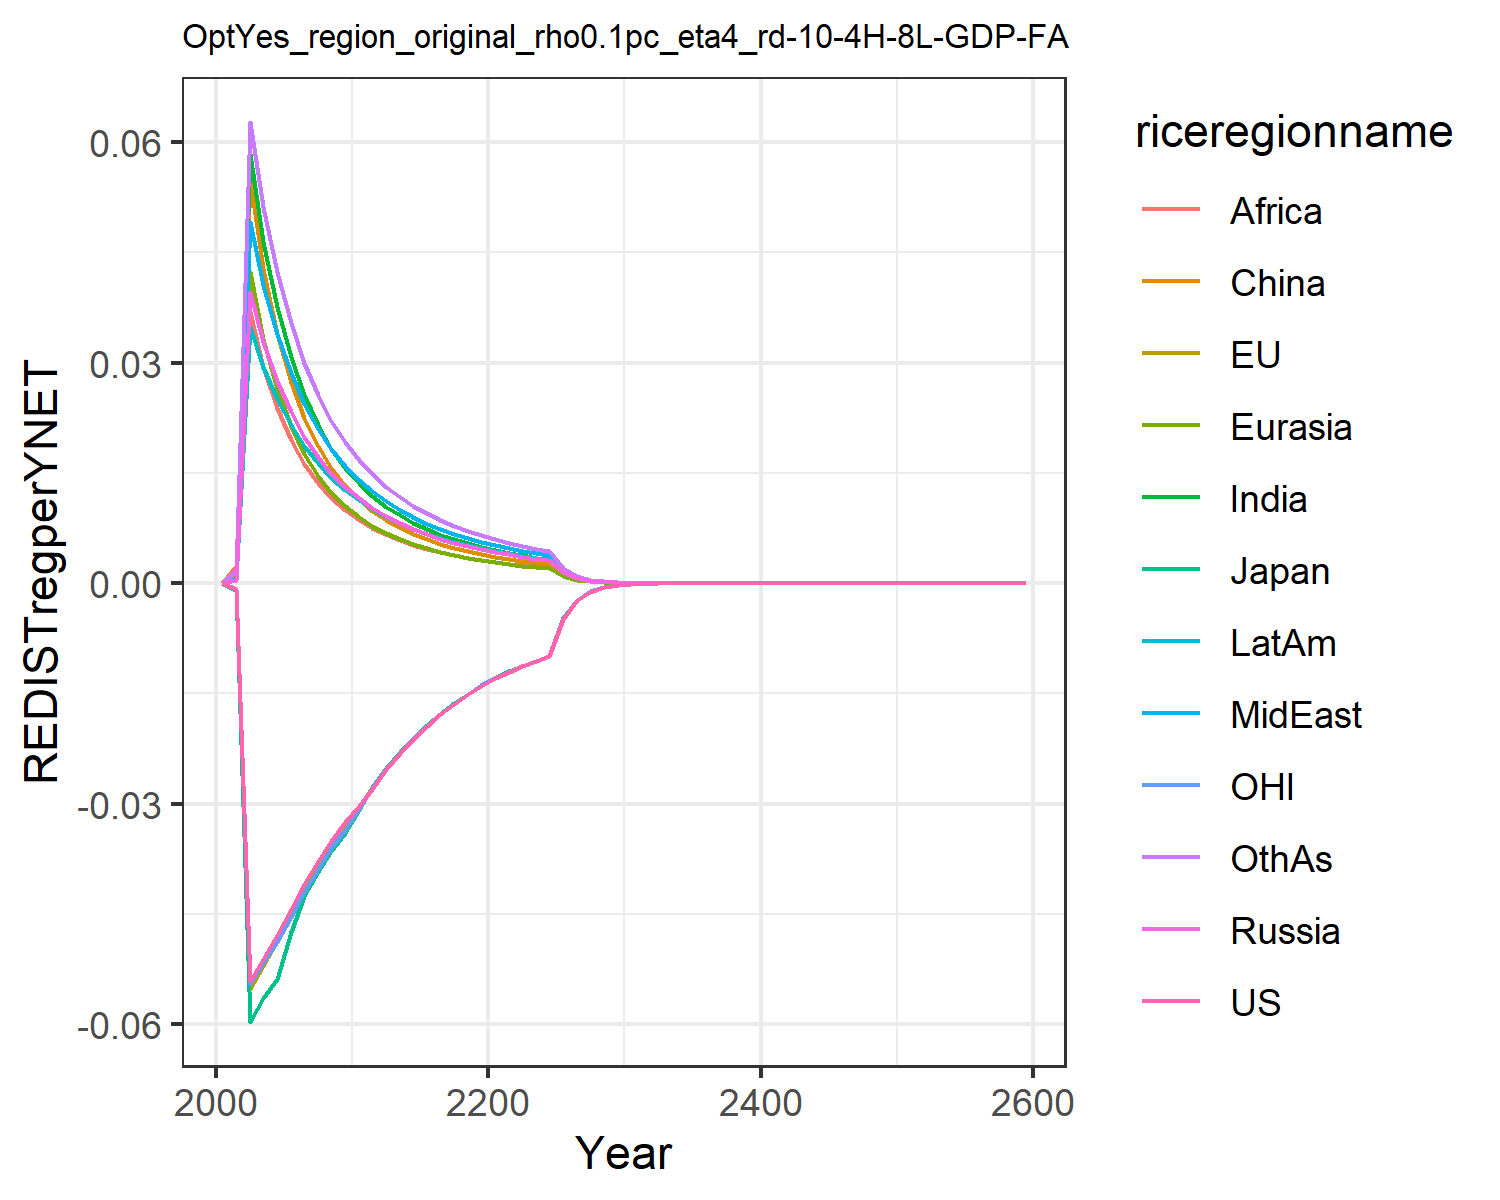 OptYes_region_original_rho0.1pc_eta4_rd-10-4H-8L-GDP-FA
REDISTregperYNET
0.06
0.03
0.00
-0.03
-0.06
2000
2200
2400
2600
Year
riceregionname
Africa
China
EU
Eurasia
India
Japan
LatAm
MidEast
OHI
OthAs
Russia
US